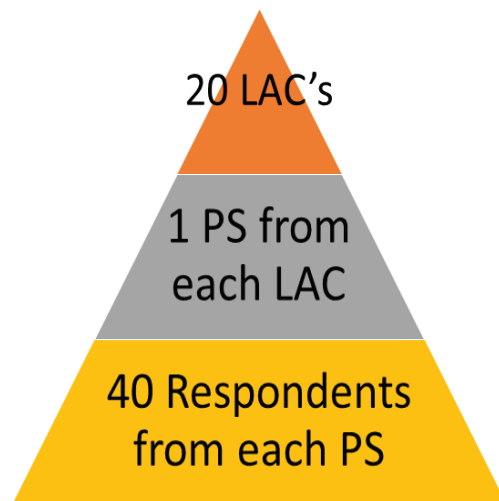 20 LAC's
1 PS from
each LAC
40 Respondents
from each PS